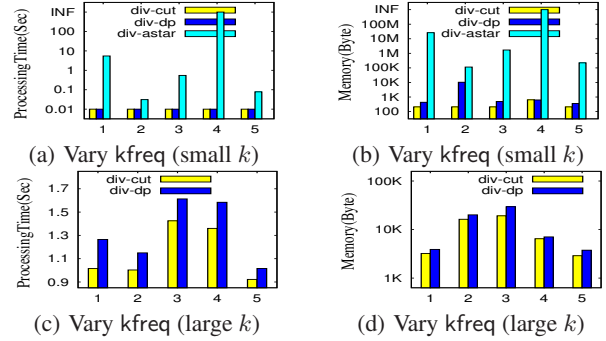 ProcessingTime(Sec)
INF
100
10
1
0.1
0.01
div-cut
div-dp
div-astar
1 2 3 4 5
(a) Vary kfreq (small k)
Memory(Byte)
INF
100M
10M
1M
100K
10K
1K
100
div-cut
div-dp
div-astar
1 2 3 4 5
(b) Vary kfreq (small k)
ProcessingTime(Sec)
1.7
1.5
1.3
1.1
0.9
div-cut
div-dp
1 2 3 4 5
(c) Vary kfreq (large k)
Memory(Byte)
100K
10K
1K
div-cut
div-dp
1 2 3 4 5
(d) Vary kfreq (large k)